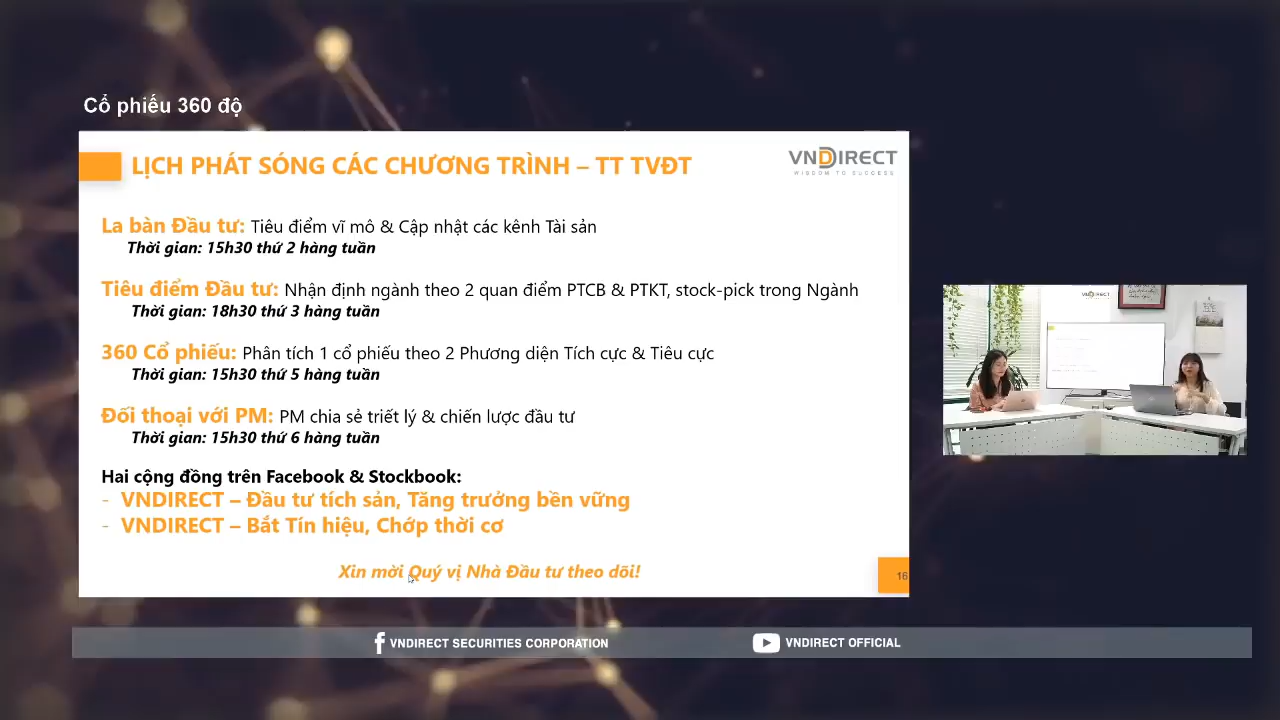 Cổ phiếu 360 độ
LỊCH PHÁT SÓNG CÁC CHƯƠNG TRÌNH – TT TVĐT
VNDIRECT
WISDOM TO SUCCESS
La bàn Đầu tư: Tiêu điểm vĩ mô & Cập nhật các kênh Tài sản
Thời gian: 15h30 thứ 2 hàng tuần
Tiêu điểm Đầu tư: Nhận định ngành theo 2 quan điểm PTCB & PTKT, stock-pick trong Ngành
Thời gian: 18h30 thứ 3 hàng tuần
360 Cổ phiếu: Phân tích 1 cổ phiếu theo 2 Phương diện Tích cực & Tiêu cực
Thời gian: 15h30 thứ 5 hàng tuần
Đối thoại với PM: PM chia sẻ triết lý & chiến lược đầu tư
Thời gian: 15h30 thứ 6 hàng tuần
Hai cộng đồng trên Facebook & Stockbook:
- VNDIRECT – Đầu tư tích sản, Tăng trưởng bền vững
- VNDIRECT – Bắt Tín hiệu, Chớp thời cơ
Xin mời Quý vị Nhà Đầu tư theo dõi!
16
VNDIRECT
VNDIRECT SECURITIES CORPORATION
VNDIRECT OFFICIAL